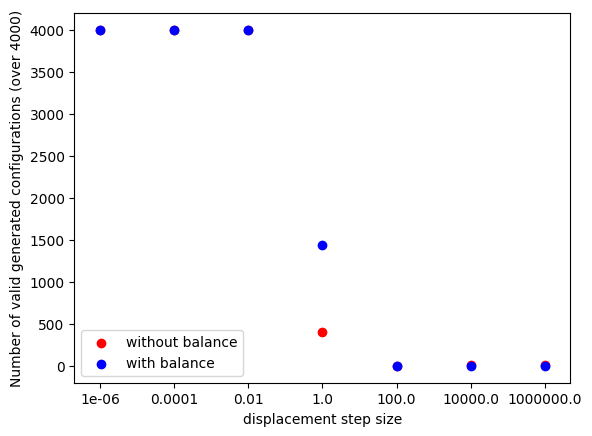 Number of valid generated configurations (over 4000)
4000
3500
3000
2500
2000
1500
1000
500
0
without balance
with balance
1e-06 0.0001 0.01 1.0 100.0 10000.0 1000000.0
displacement step size